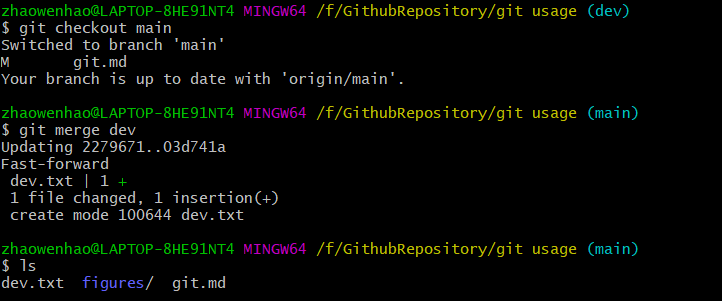 zhaowenhao@LAPTOP-8HE91NT4 MINGW64 /f/GithubRepository/git usage (dev)
$ git checkout main
Switched to branch 'main'
M       git.md
Your branch is up to date with 'origin/main'.
zhaowenhao@LAPTOP-8HE91NT4 MINGW64 /f/GithubRepository/git usage (main)
$ git merge dev
Updating 2279671..03d741a
Fast-forward
 dev.txt | 1 +
 1 file changed, 1 insertion(+)
 create mode 100644 dev.txt
zhaowenhao@LAPTOP-8HE91NT4 MINGW64 /f/GithubRepository/git usage (main)
$ ls
dev.txt  figures/  git.md